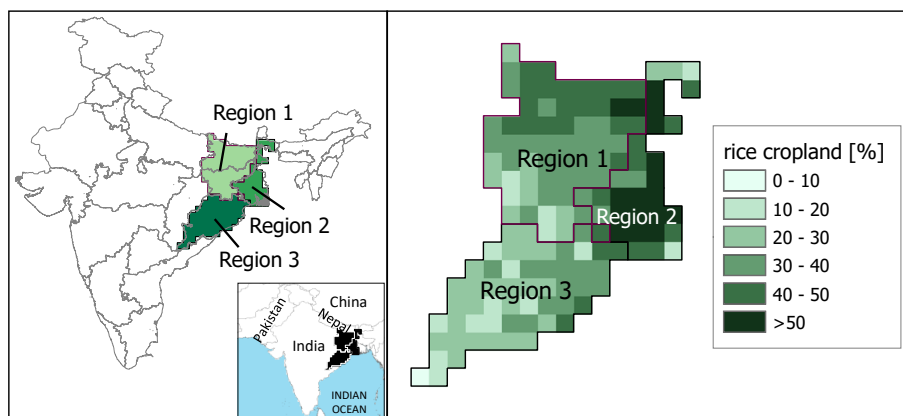 Region 1
Region 2
Region 3
Pakistan
China
Nepal
India
INDIAN
OCEAN
Region 1
Region 2
Region 3
rice cropland [%]
0 - 10
10 - 20
20 - 30
30 - 40
40 - 50
>50